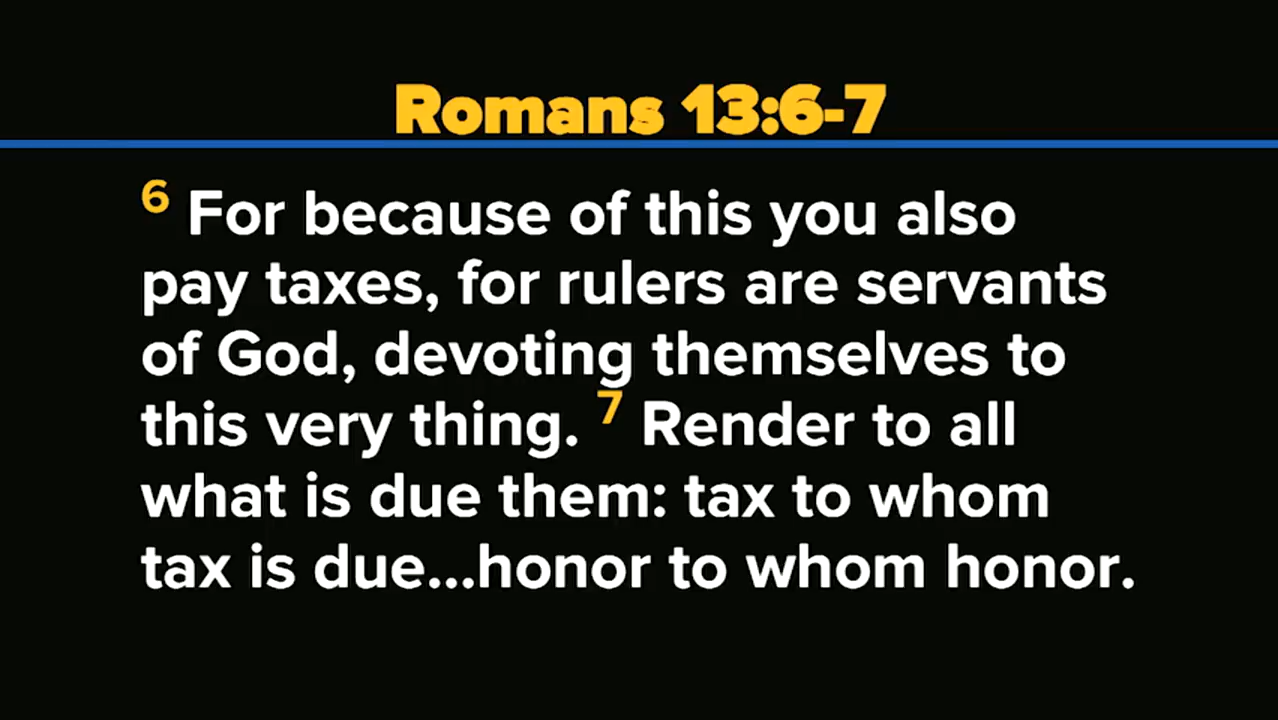 Romans 13:6-7
6 For because of this you also
pay taxes, for rulers are servants
of God, devoting themselves to
this very thing. 7 Render to all
what is due them: tax to whom
tax is due...honor to whom honor.